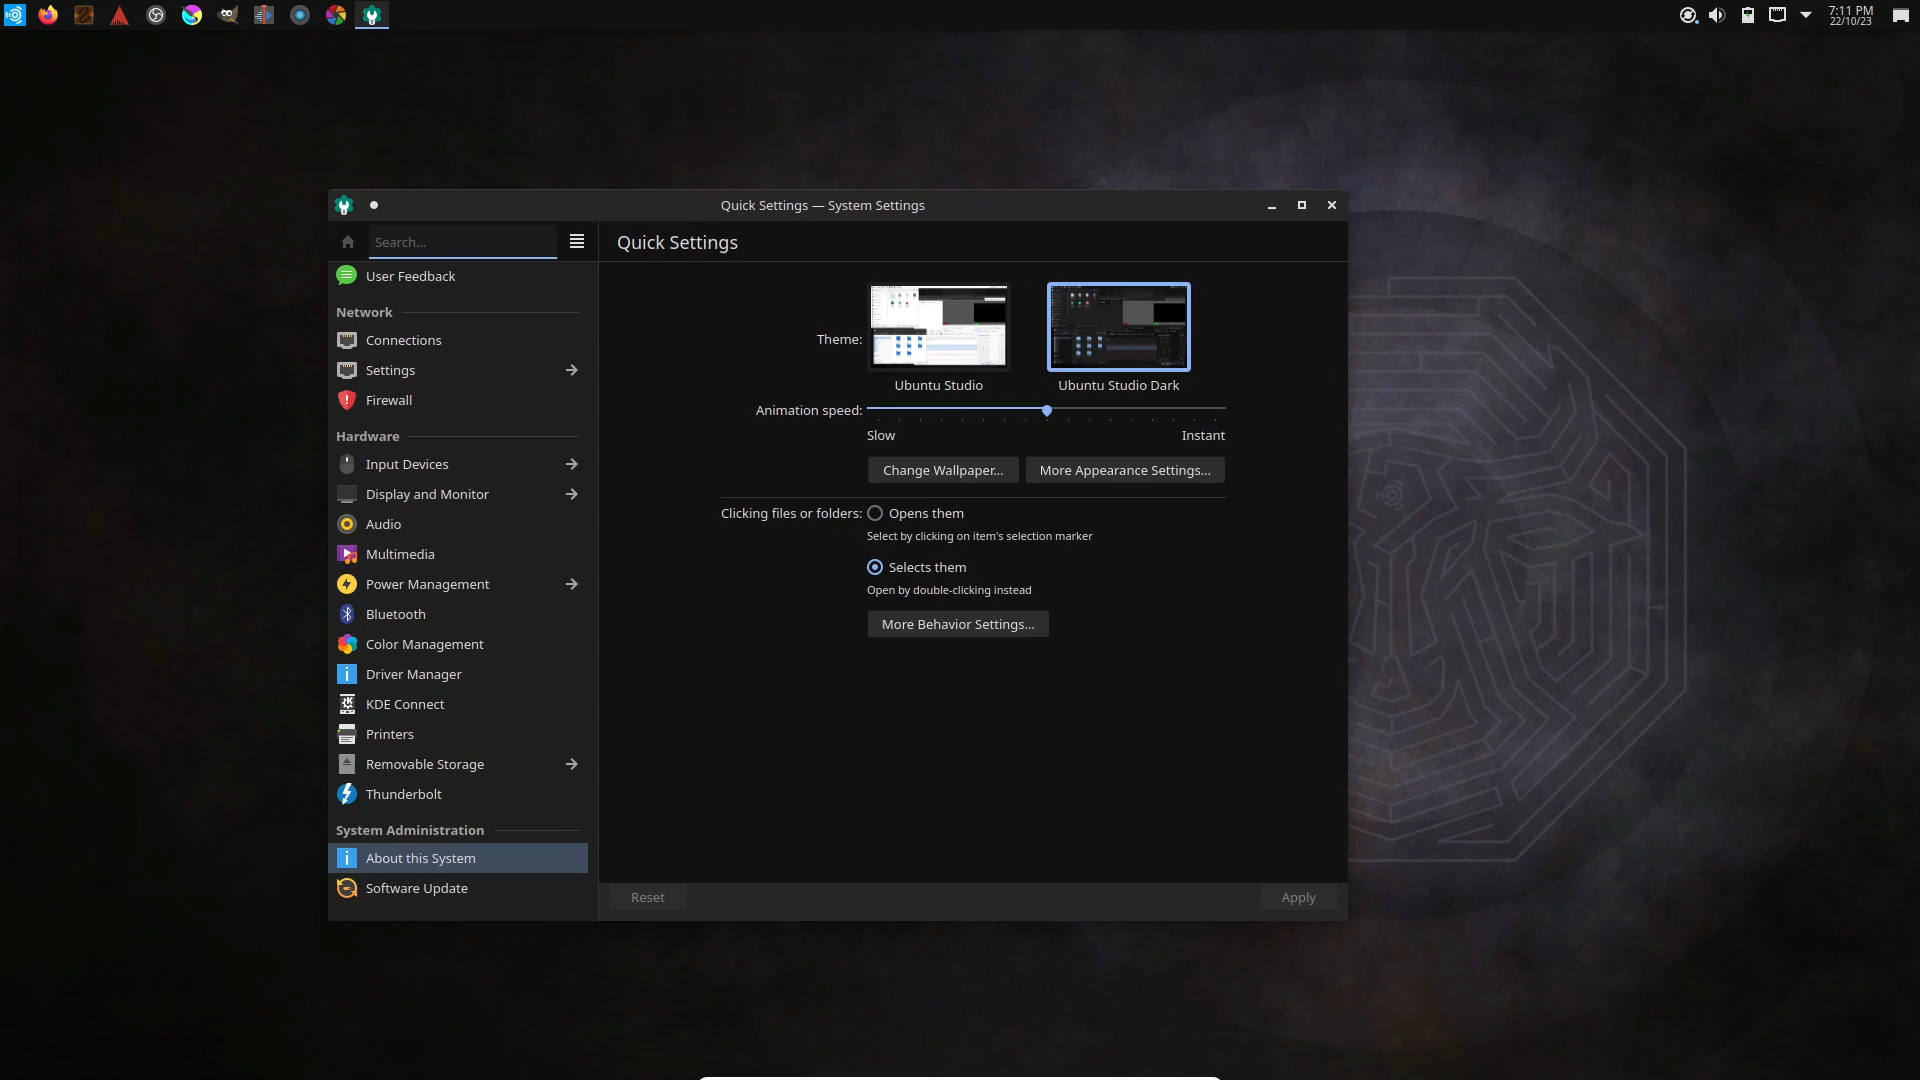 7:11 PM
22/10/23
Quick Settings — System Settings
Search...
Quick Settings
User Feedback
Network
Connections
Settings
Firewall
Hardware
Input Devices
Display and Monitor
Audio
Multimedia
Power Management
Bluetooth
Color Management
Driver Manager
KDE Connect
Printers
Removable Storage
Thunderbolt
System Administration
About this System
Software Update
Theme:
Ubuntu Studio
Ubuntu Studio Dark
Animation speed:
Slow
Instant
Change Wallpaper...
More Appearance Settings...
Clicking files or folders:
Opens them
Select by clicking on item's selection marker
Selects them
Open by double-clicking instead
More Behavior Settings...
Reset
Apply